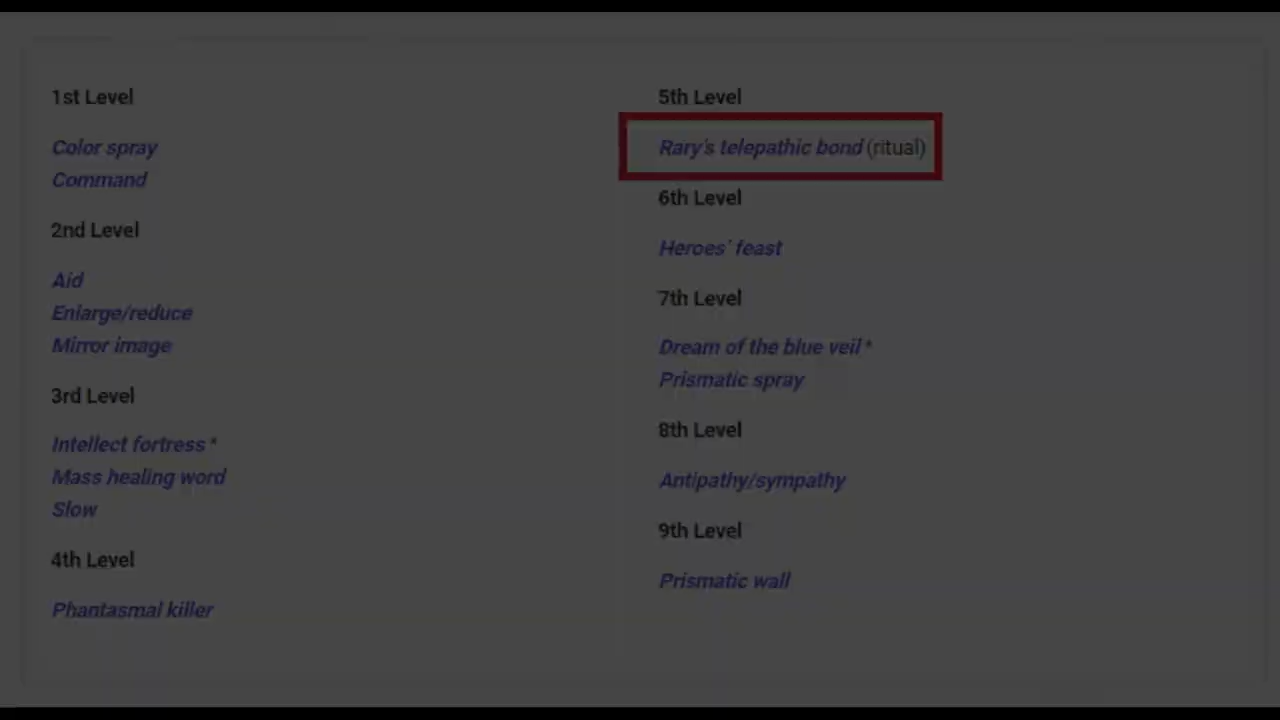 1st Level
Color spray
Command
2nd Level
Aid
Enlarge/reduce
Mirror image
3rd Level
Intellect fortress *
Mass healing word
Slow
4th Level
Phantasmal killer
5th Level
Rary's telepathic bond (ritual)
6th Level
Heroes' feast
7th Level
Dream of the blue veil *
Prismatic spray
8th Level
Antipathy/sympathy
9th Level
Prismatic wall